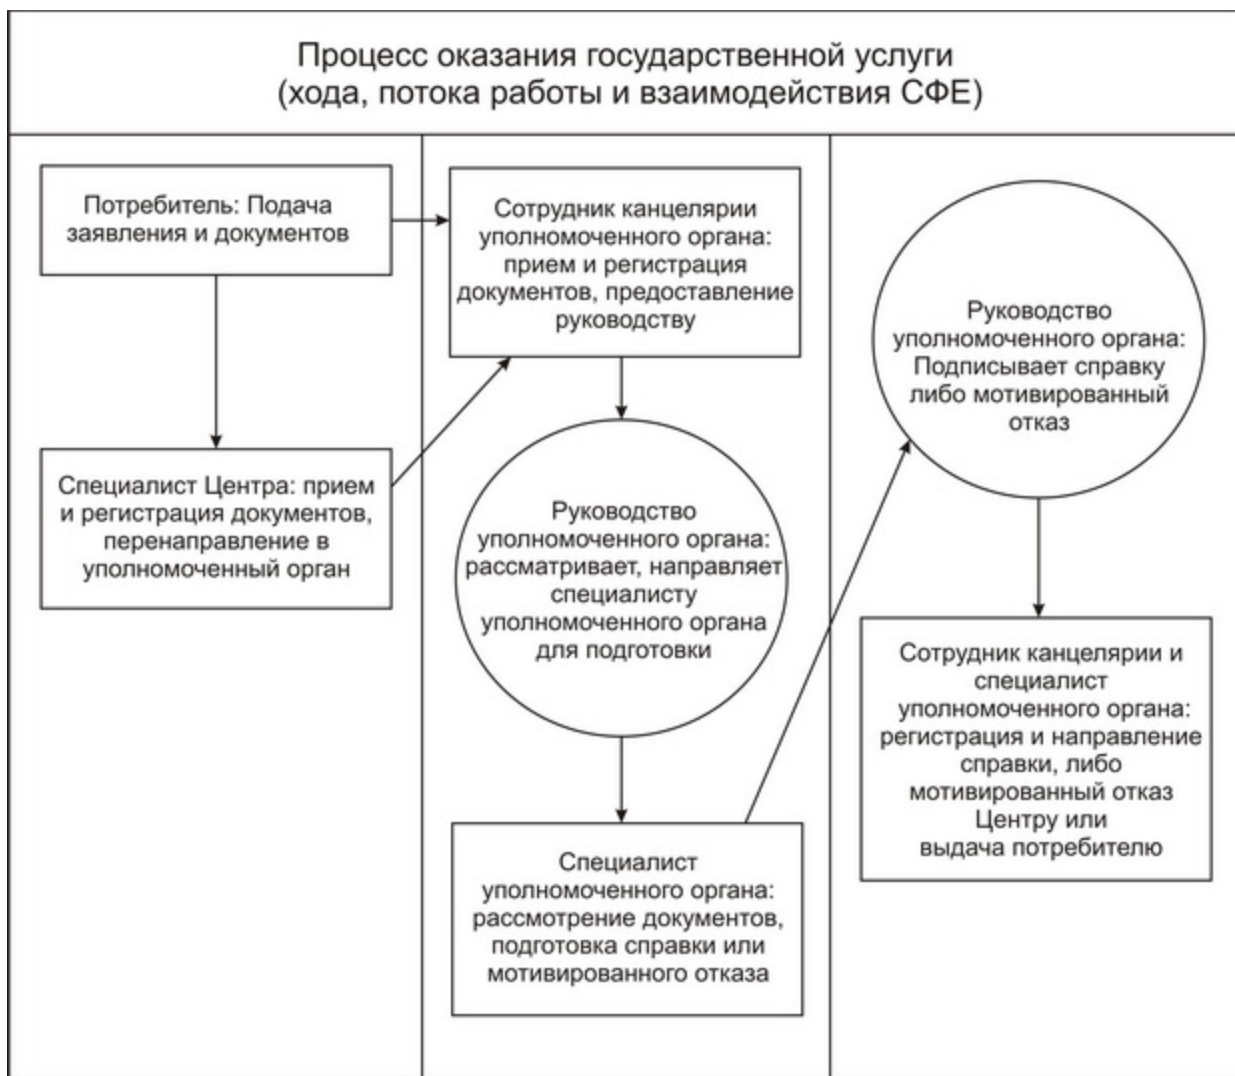 Процесс оказания государственной услуги
(хода, потока работы и взаимодействия СФЕ)
Потребитель: Подача
заявления и документов
Специалист Центра: прием
и регистрация документов,
перенаправление в
уполномоченный орган
Сотрудник канцелярии
уполномоченного органа:
прием и регистрация
документов, предоставление
руководству
Руководство
уполномоченного органа:
рассматривает, направляет
специалисту
уполномоченного органа
для подготовки
Специалист
уполномоченного органа:
рассмотрение документов,
подготовка справки или
мотивированного отказа
Руководство
уполномоченного органа:
Подписывает справку
либо мотивированный
отказ
Сотрудник канцелярии и
специалист
уполномоченного органа:
регистрация и направление
справки, либо
мотивированный отказ
Центру или
выдача потребителю